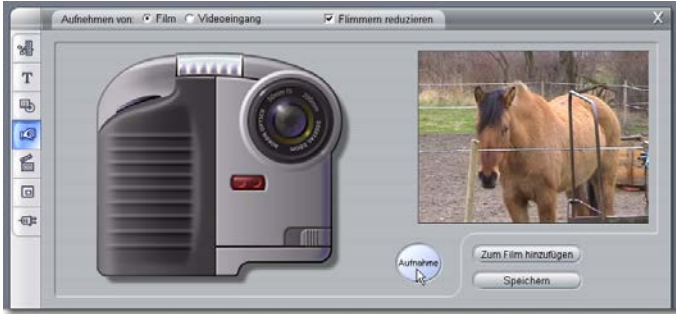 Aufnehmen von: Film Videoeingang Flimmern reduzieren X
T
Aufnahme
Zum Film hinzufügen
Speichern